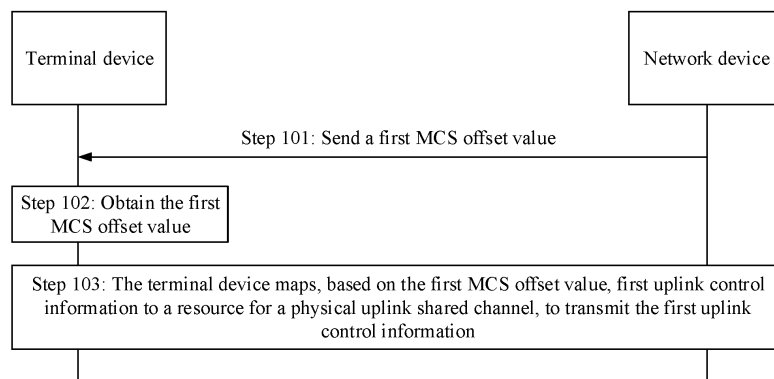 Terminal device
Network device
Step 101: Send a first MCS offset value
Step 102: Obtain the first
MCS offset value
Step 103: The terminal device maps, based on the first MCS offset value, first uplink control
information to a resource for a physical uplink shared channel, to transmit the first uplink
control information